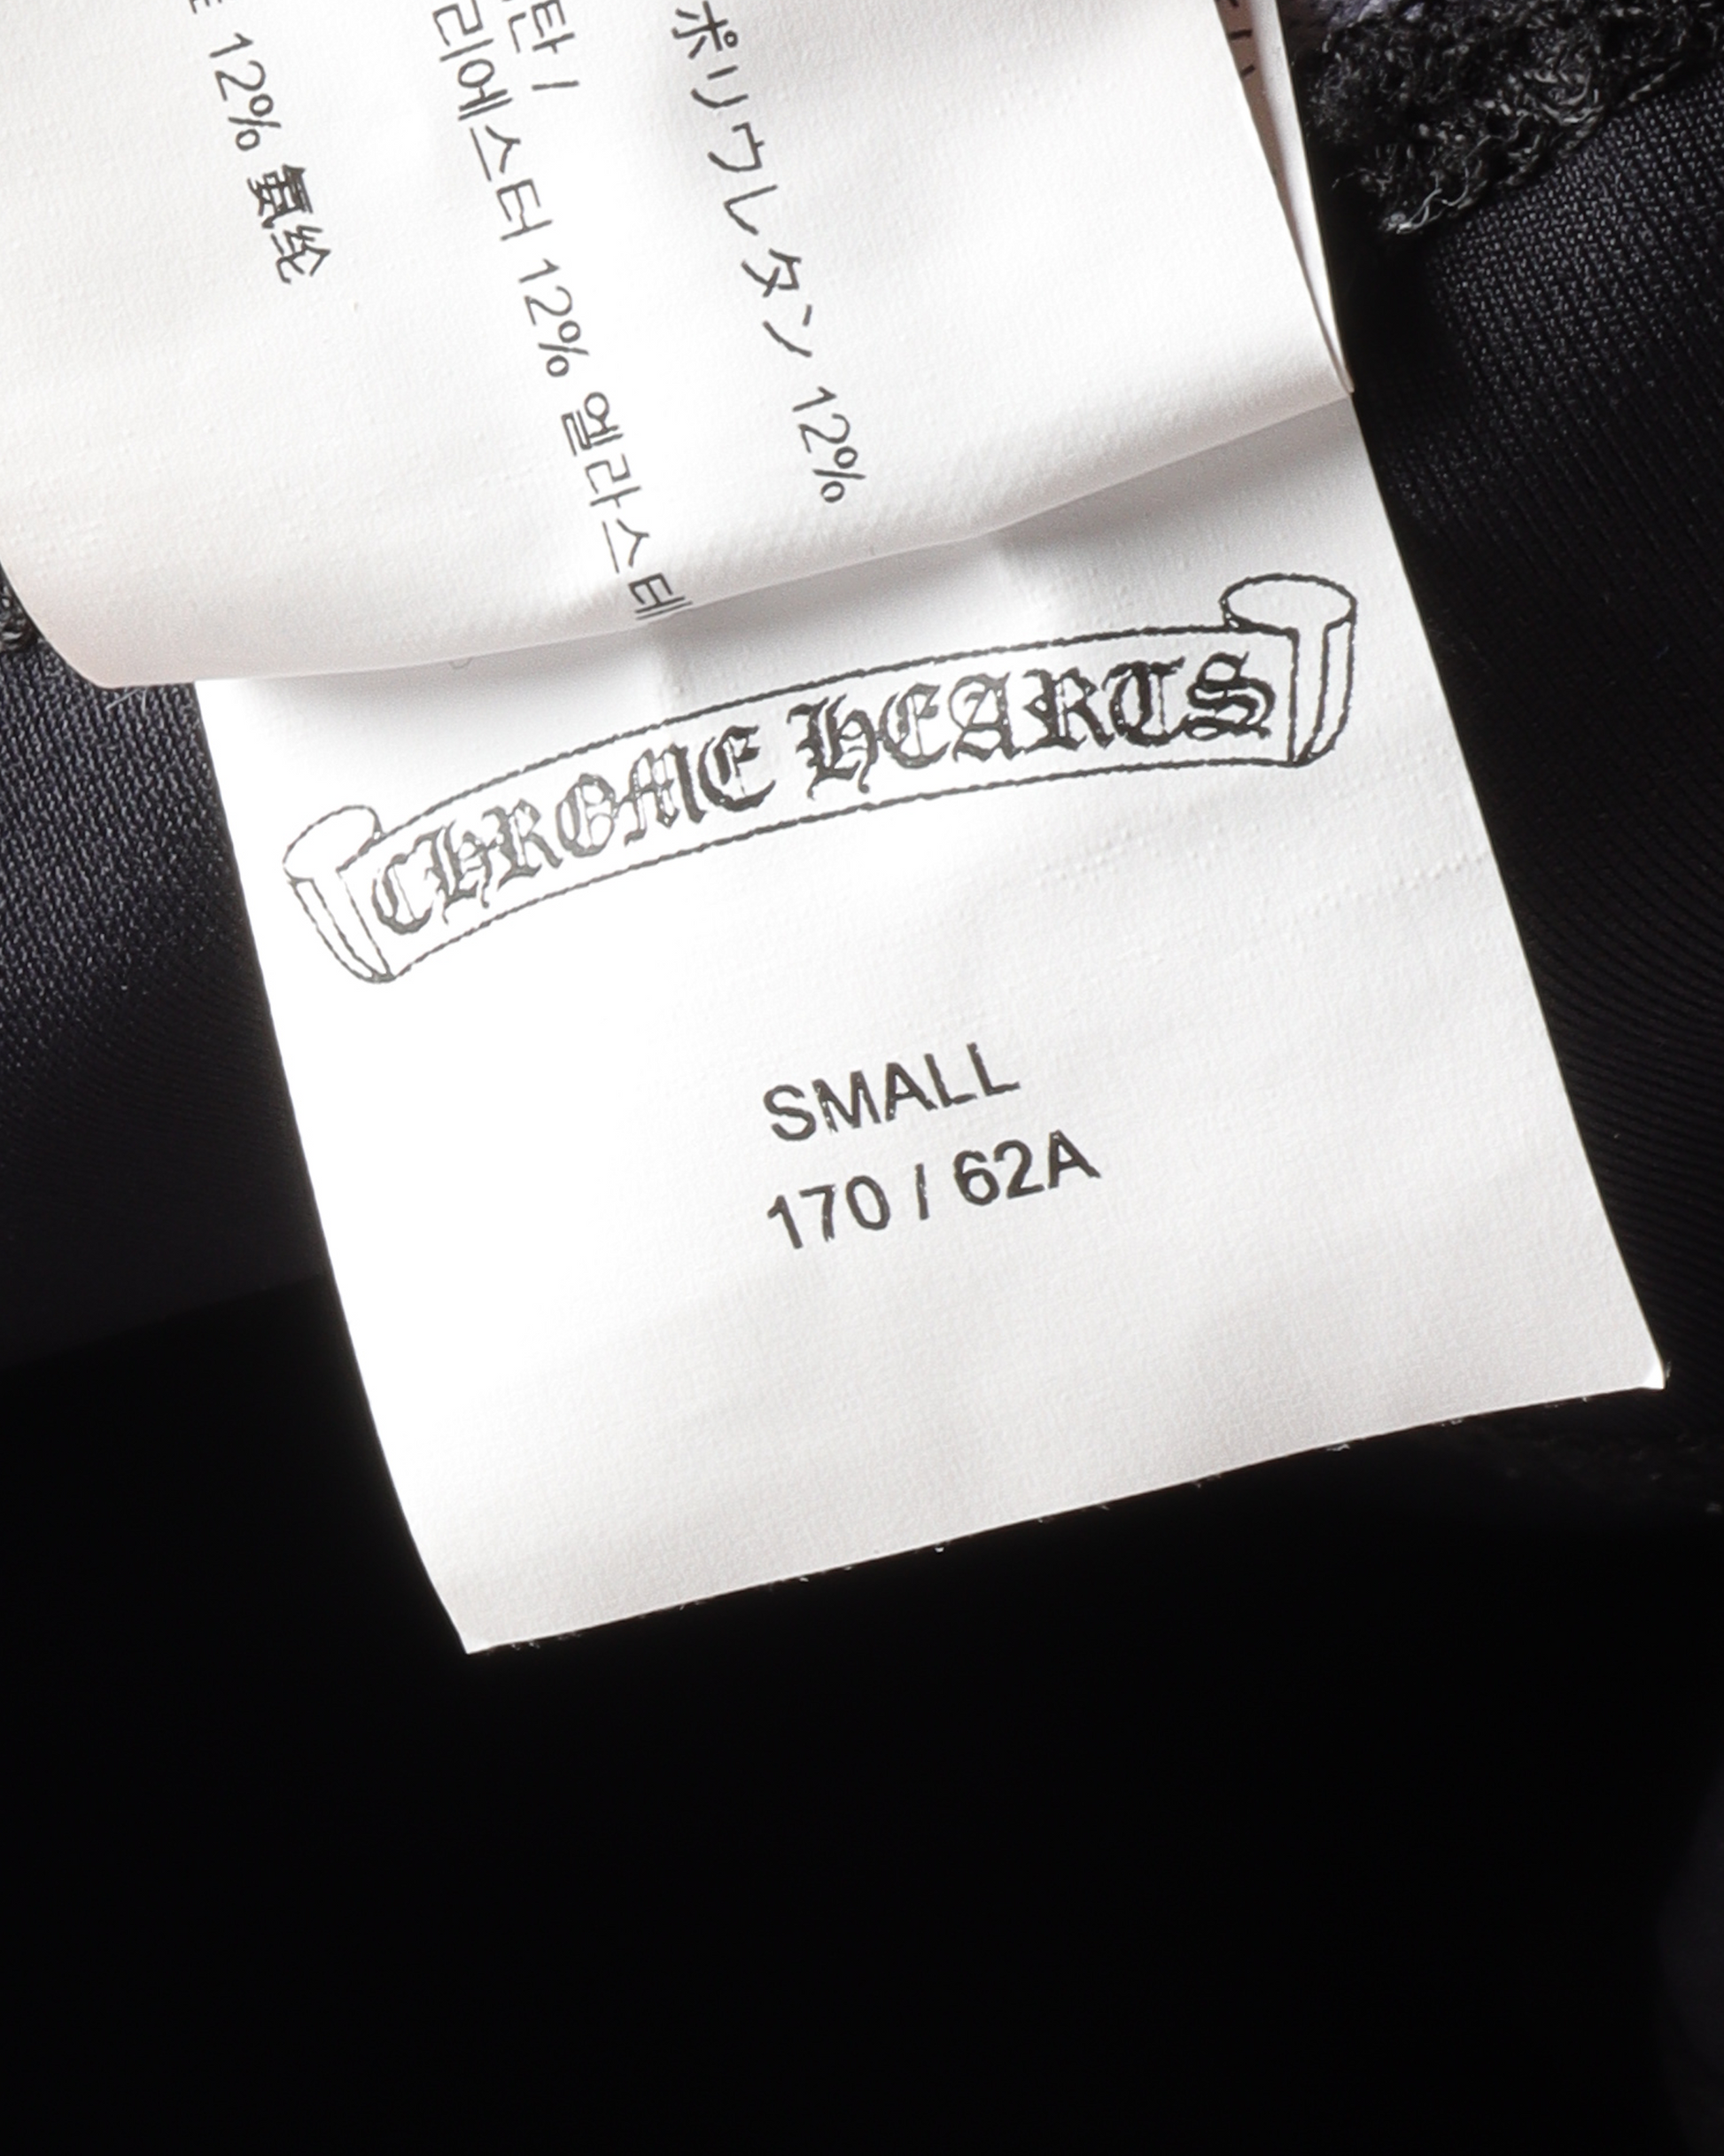 12% 氨纶
탄 /
리에스터 12% 엘라스테
ポリウレタン 12%
CHROME HEARTS
SMALL
170 / 62A